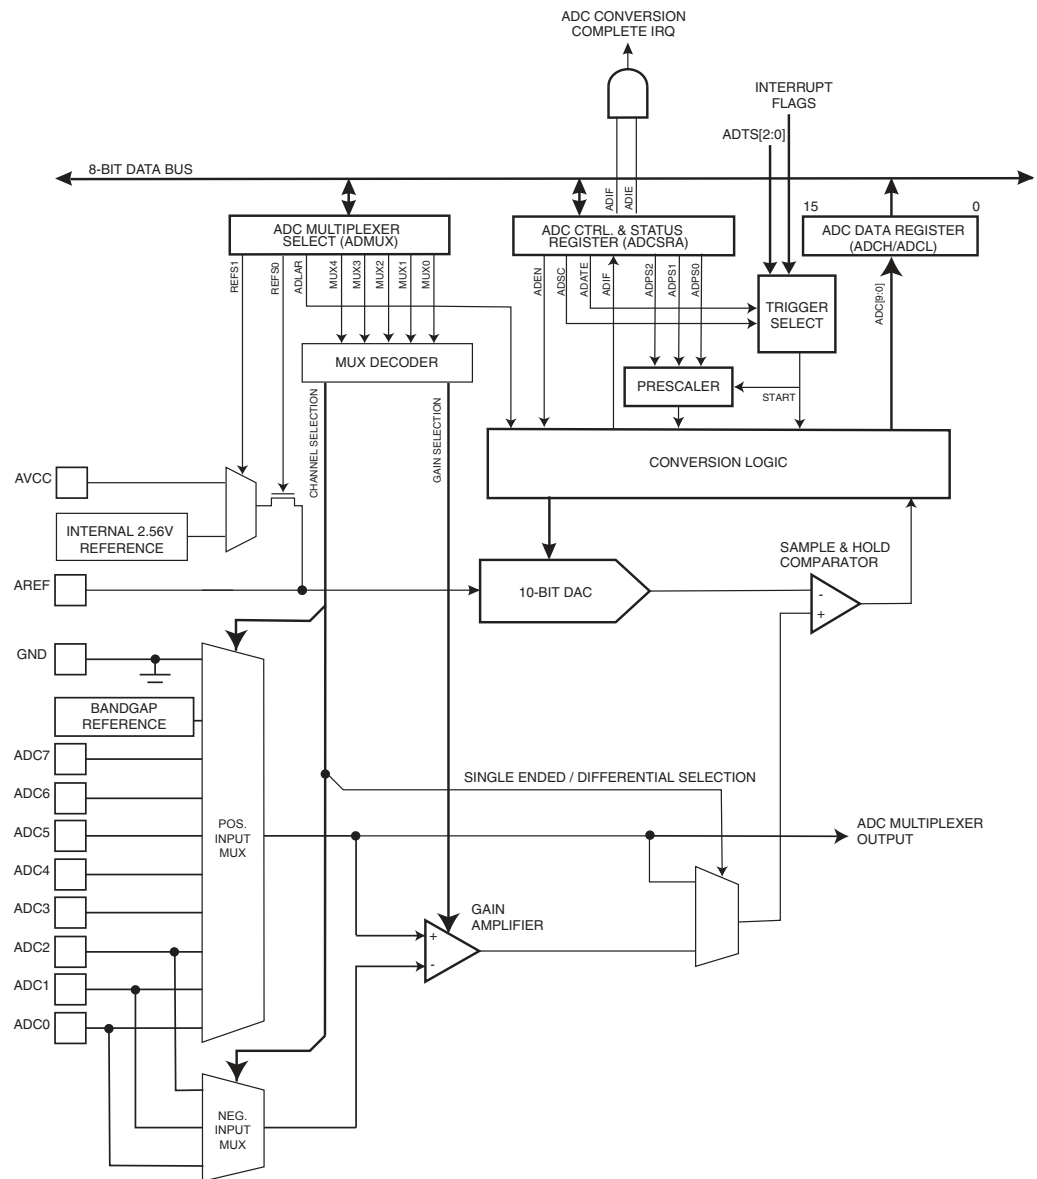 ADC CONVERSION
COMPLETE IRQ
INTERRUPT
FLAGS
ADTS[2:0]
8-BIT DATA BUS
ADIF
ADIE
15
0
ADC MULTIPLEXER
SELECT (ADMUX)
ADC CTRL. & STATUS
REGISTER (ADCSRA)
ADC DATA REGISTER
(ADCH/ADCL)
REFS1
REFS0
ADLAR
MUX4
MUX3
MUX2
MUX1
MUX0
ADEN
ADSC
ADATE
ADIF
ADPS2
ADPS1
ADPS0
ADC[9:0]
TRIGGER
SELECT
MUX DECODER
PRESCALER
START
CHANNEL SELECTION
GAIN SELECTION
CONVERSION LOGIC
AVCC
INTERNAL 2.56V
REFERENCE
SAMPLE & HOLD
COMPARATOR
AREF
10-BIT DAC
-
+
GND
BANDGAP
REFERENCE
ADC7
SINGLE ENDED / DIFFERENTIAL SELECTION
ADC6
ADC5
POS.
INPUT
MUX
ADC MULTIPLEXER
OUTPUT
ADC4
ADC3
GAIN
AMPLIFIER
+
-
ADC2
ADC1
ADC0
NEG.
INPUT
MUX